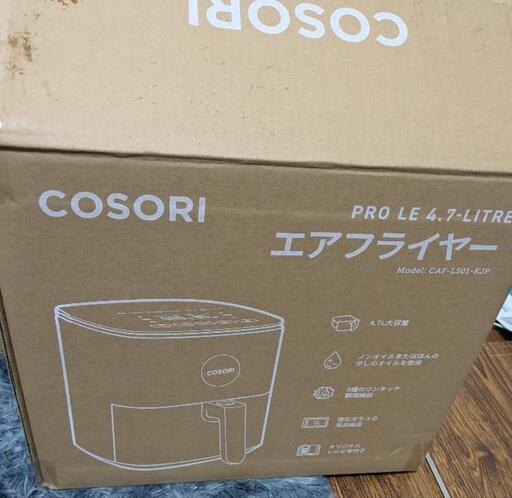 COSORI
COSORI
PRO LE 4.7-LITRE
エアフライヤー
Model: CAF-L501-KJP
4.7L大容量
ノンオイルまたはほんの
少しのオイルを使用
9種のワンタッチ
調理機能
強化ガラスの
オリジナル
レシピ本付き
COSORI